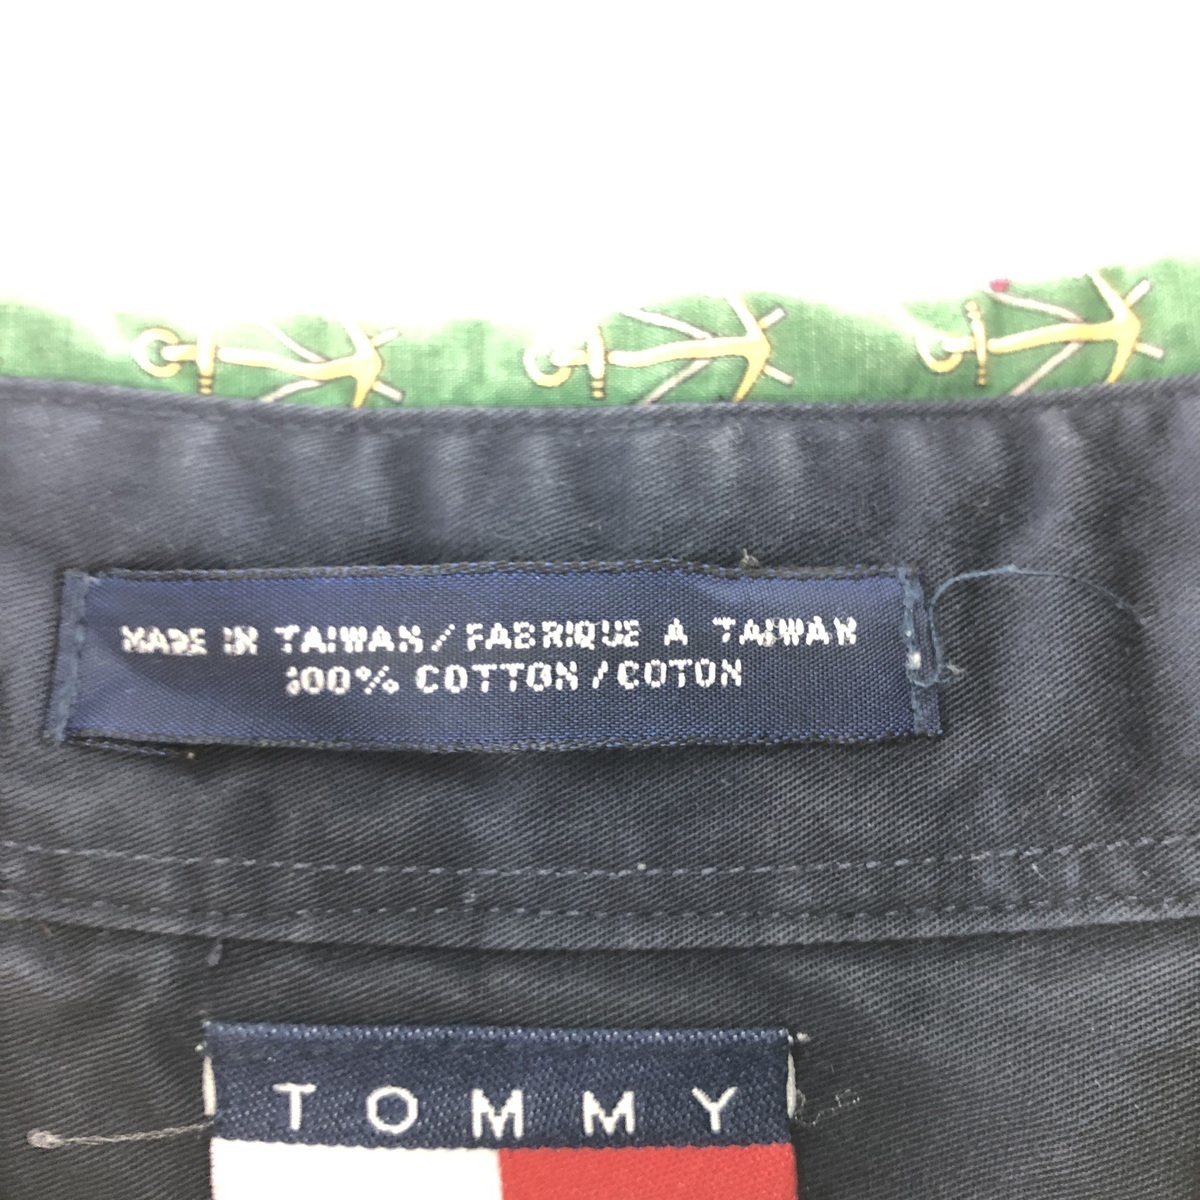 MADE IN TAIWAN / FABRIQUE A TAIWAN
100% COTTON / COTON
TOMMY